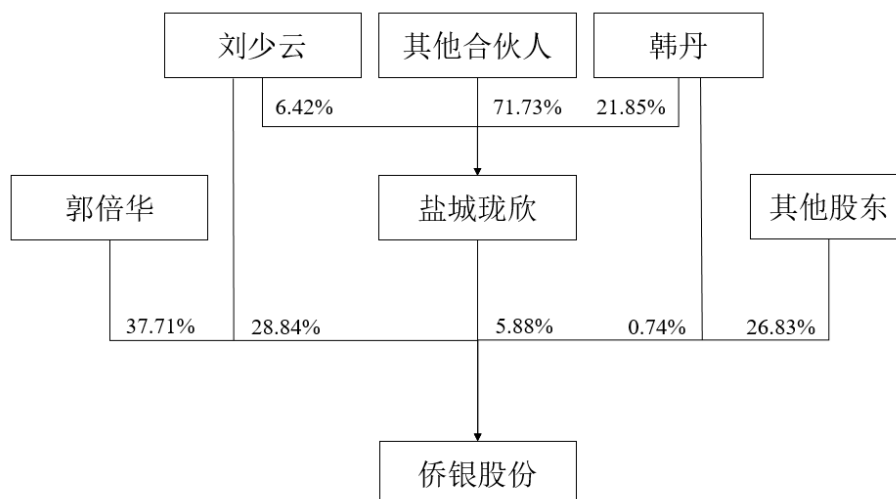 刘少云
其他合伙人
韩丹
6.42%
71.73%
21.85%
郭倍华
盐城珑欣
其他股东
37.71%
28.84%
5.88%
0.74%
26.83%
侨银股份